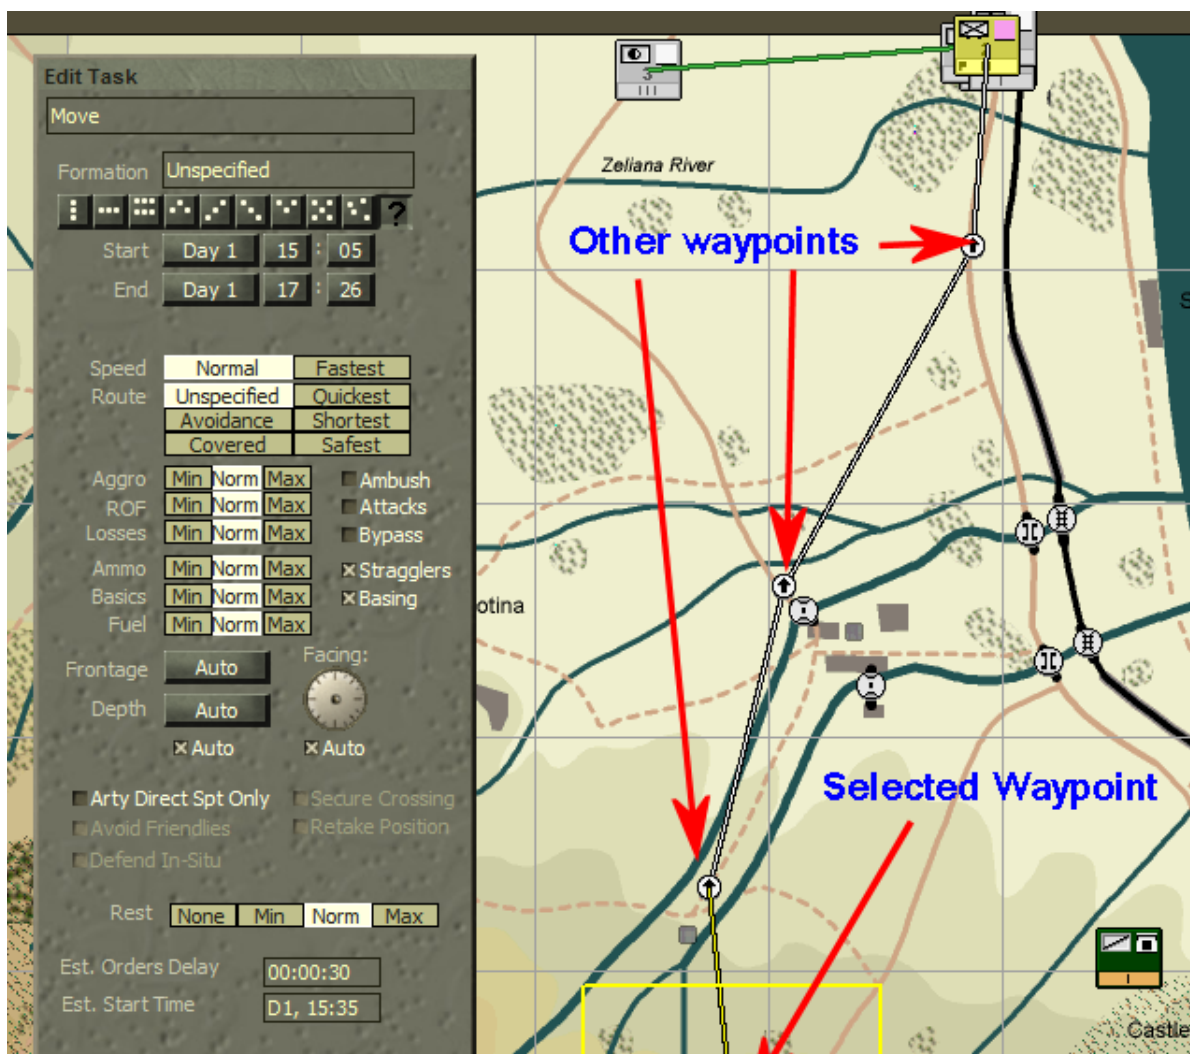 Edit Task
Move
Formation Unspecified
?
Start Day 1 15 : 05
End Day 1 17 : 26
Speed Normal Fastest
Route Unspecified Quickest
Avoidance Shortest
Covered Safest
Aggro Min Norm Max Ambush
ROF Min Norm Max Attacks
Losses Min Norm Max Bypass
Ammo Min Norm Max Stragglers
Basics Min Norm Max Basing
Fuel Min Norm Max
Facing:
Frontage Auto
Depth Auto
Auto Auto
Arty Direct Spt Only Secure Crossing
Avoid Friendlies Retake Position
Defend In-Situ
Rest None Min Norm Max
Est. Orders Delay 00:00:30
Est. Start Time D1, 15:35
3
III
Zeliana River
Other waypoints
S
otina
Selected Waypoint
I
Castle